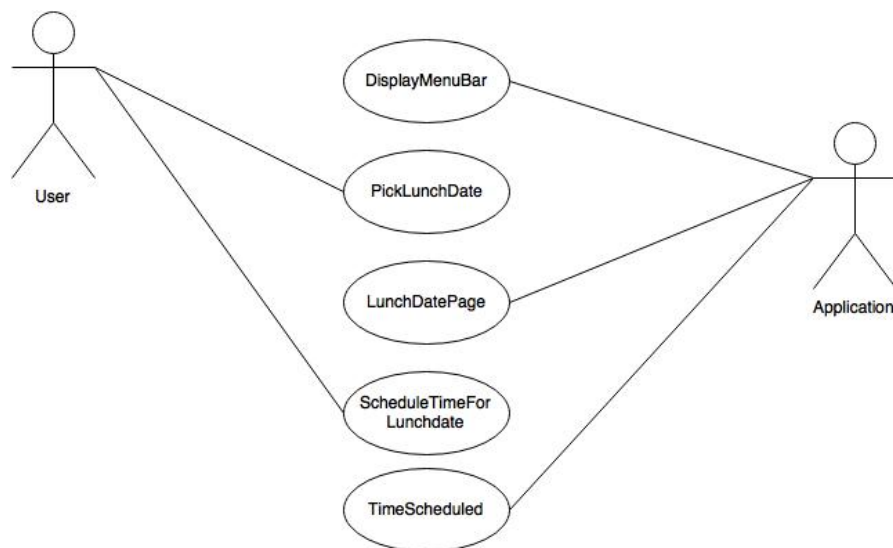 DisplayMenuBar
PickLunchDate
User
LunchDatePage
Application
ScheduleTimeFor
Lunchdate
TimeScheduled